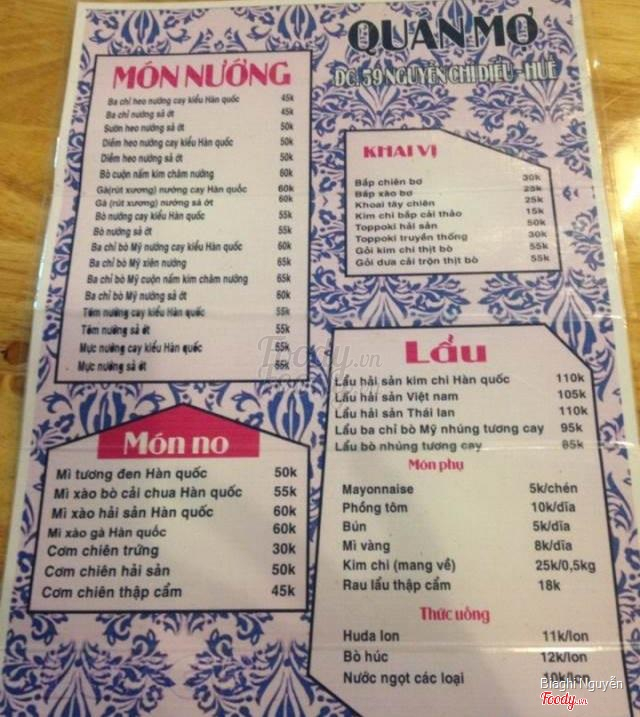 QUÁN MỢ
ĐC: 59 NGUYỄN CHÍ DIỂU - HUẾ
MÓN NƯỚNG
Ba chỉ heo nướng cay kiểu Hàn quốc 45k
Ba chỉ heo nướng sả ớt 45k
Sườn heo nướng cay kiểu Hàn quốc 50k
Diềm heo nướng cay kiểu Hàn quốc 50k
Diềm heo nướng sả ớt 50k
Bò cuộn nấm kim châm nướng 60k
Gà(rút xương) nướng cay Hàn quốc 60k
Gà (rút xương) nướng sả ớt 60k
Bò nướng cay kiểu Hàn quốc 55k
Bò nướng sả ớt 55k
Ba chỉ bò Mỹ nướng cay kiểu Hàn quốc 60k
Ba chỉ bò Mỹ xiên nướng 65k
Ba chỉ bò Mỹ cuộn nấm kim châm nướng 65k
Ba chỉ bò Mỹ nướng sả ớt 60k
Tôm nướng cay kiểu Hàn quốc 55k
Tôm nướng sả ớt 55k
Mực nướng cay kiểu Hàn quốc 65k
Mực nướng sả ớt 65k
KHAI VỊ
Bắp chiên bơ 30k
Bắp xào bơ 25k
Khoai tây chiên 25k
Kim chi bắp cải thảo 15k
Toppoki hải sản 50k
Toppoki truyền thống 30k
Gỏi kim chi thịt bò 55k
Gỏi dưa cải trộn thịt bò 55k
Món no
Mì tương đen Hàn quốc 50k
Mì xào bò cải chua Hàn quốc 55k
Mì xào hải sản Hàn quốc 60k
Mì xào gà Hàn quốc 60k
Cơm chiên trứng 30k
Cơm chiên hải sản 50k
Cơm chiên thập cẩm 45k
Lẩu
Lẩu hải sản kim chi Hàn quốc 110k
Lẩu hải sản Việt nam 105k
Lẩu hải sản Thái lan 110k
Lẩu ba chỉ bò Mỹ nhúng tương cay 95k
Lẩu bò nhúng tương cay 85k
Món phụ
Mayonnaise 5k/chén
Phồng tôm 10k/dĩa
Bún 5k/dĩa
Mì vàng 8k/dĩa
Kim chi (mang về) 25k/0,5kg
Rau lẩu thập cẩm 18k
Thức uống
Huda lon 11k/lon
Bò húc 12k/lon
Nước ngọt các loại 10k/lon
Foody.vn
Biaghi Nguyễn
Foody.vn